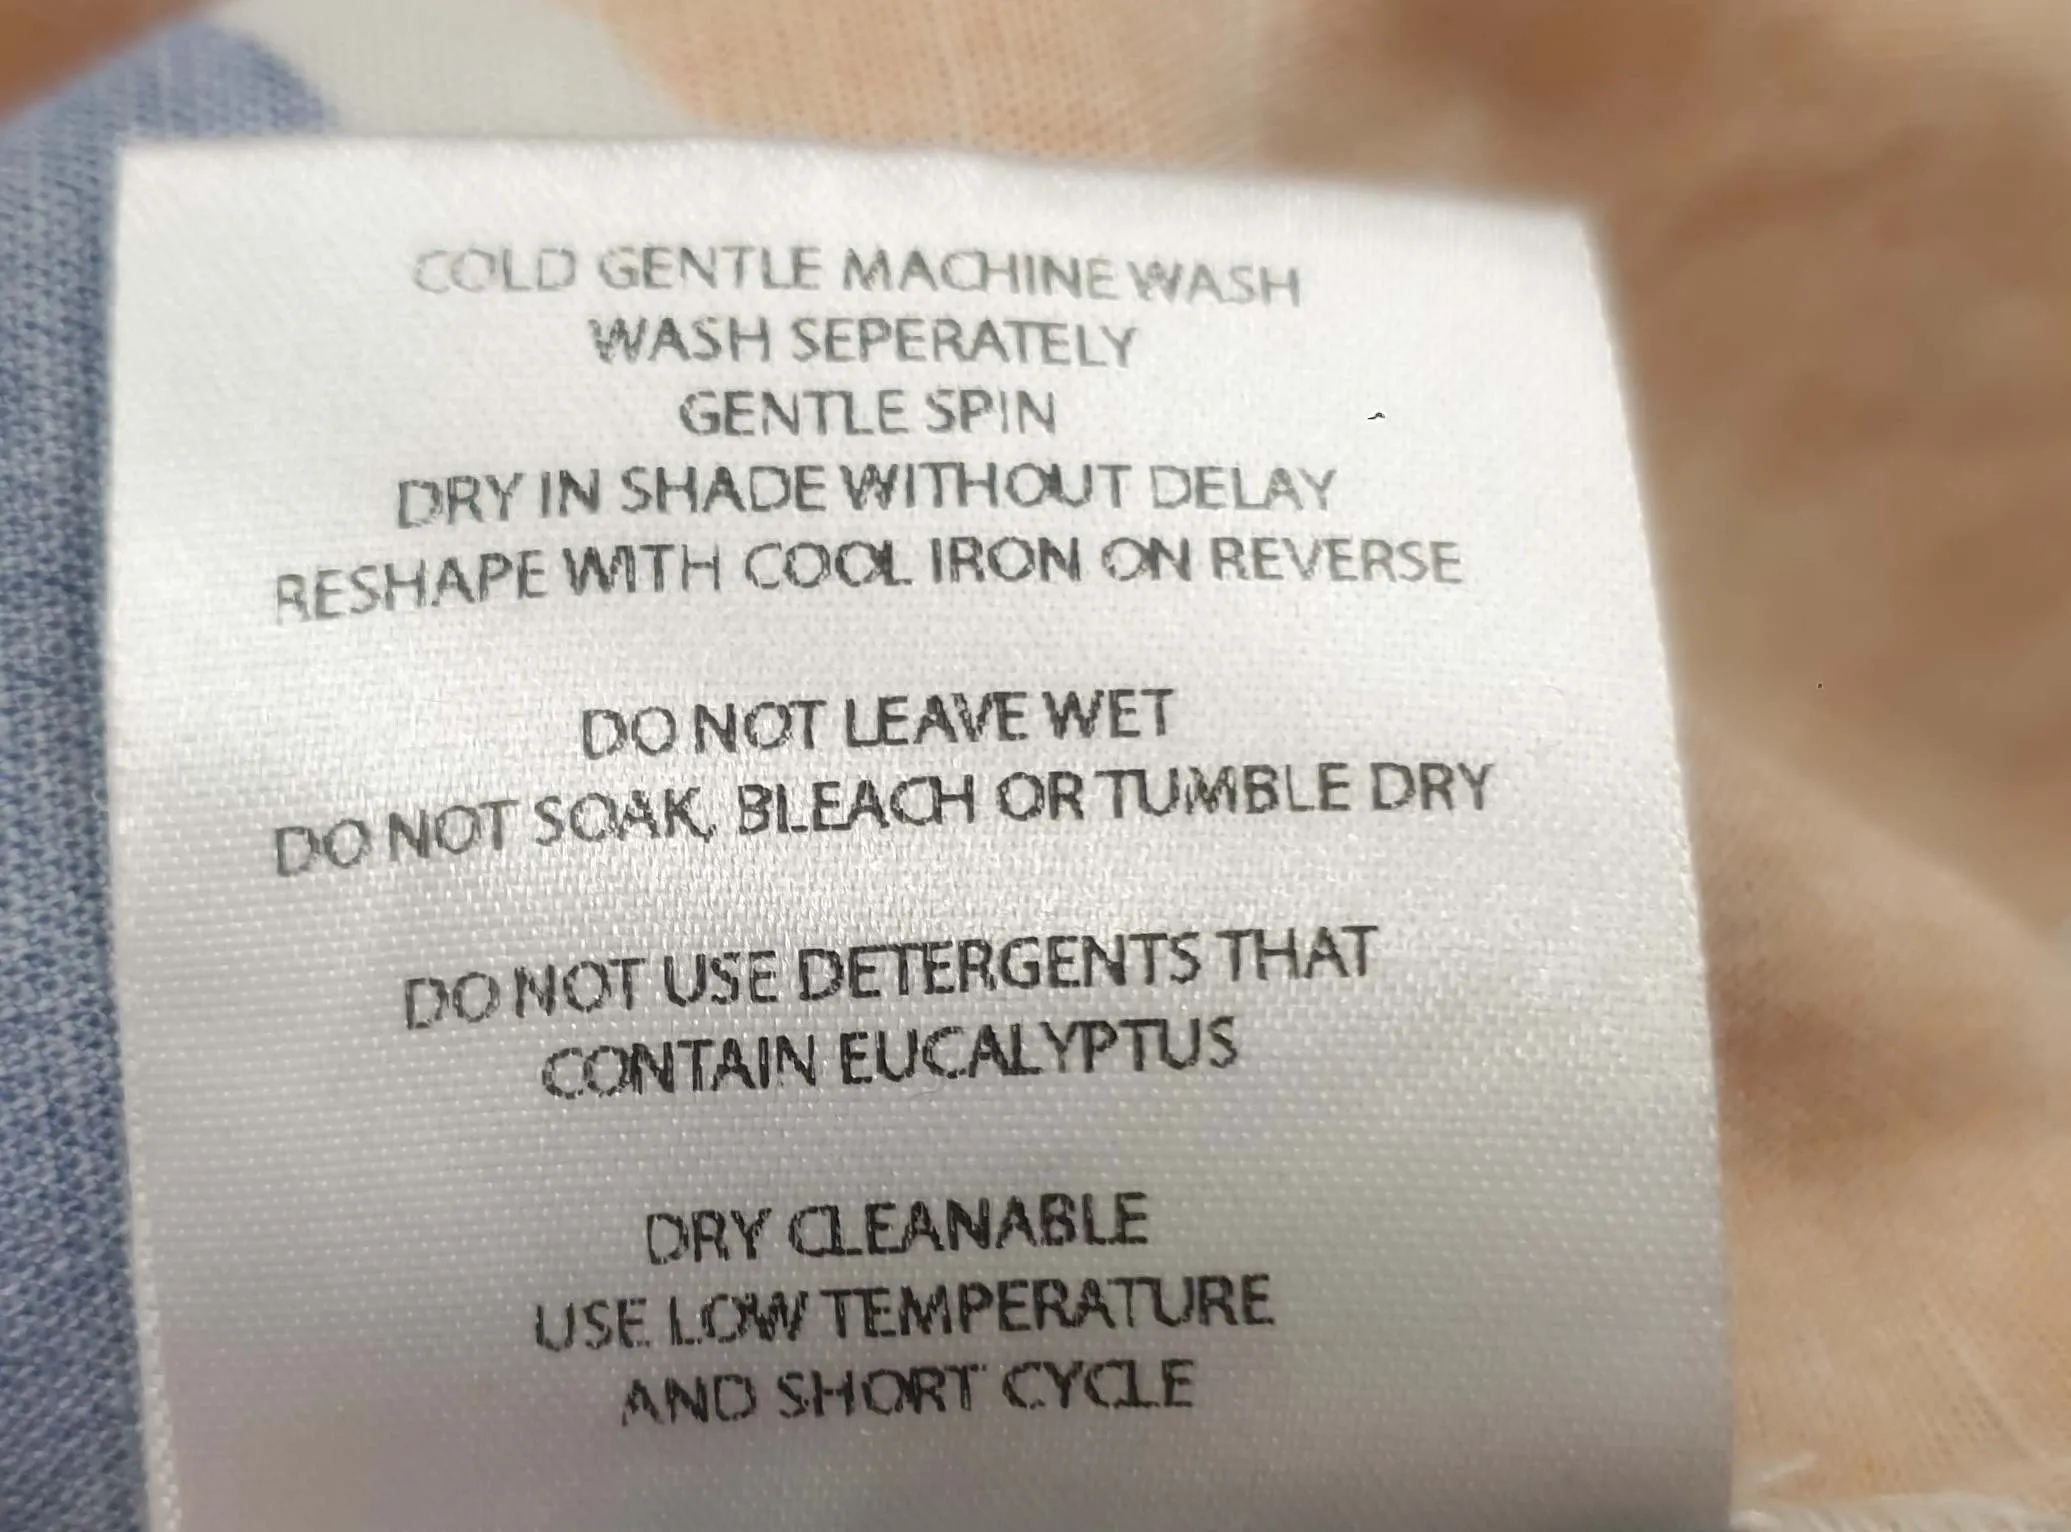 COLD GENTLE MACHINE WASH
WASH SEPERATELY
GENTLE SPIN
DRY IN SHADE WITHOUT DELAY
RESHAPE WITH COOL IRON ON REVERSE
DO NOT LEAVE WET
DO NOT SOAK, BLEACH OR TUMBLE DRY
DO NOT USE DETERGENTS THAT
CONTAIN EUCALYPTUS
DRY CLEANABLE
USE LOW TEMPERATURE
AND SHORT CYCLE